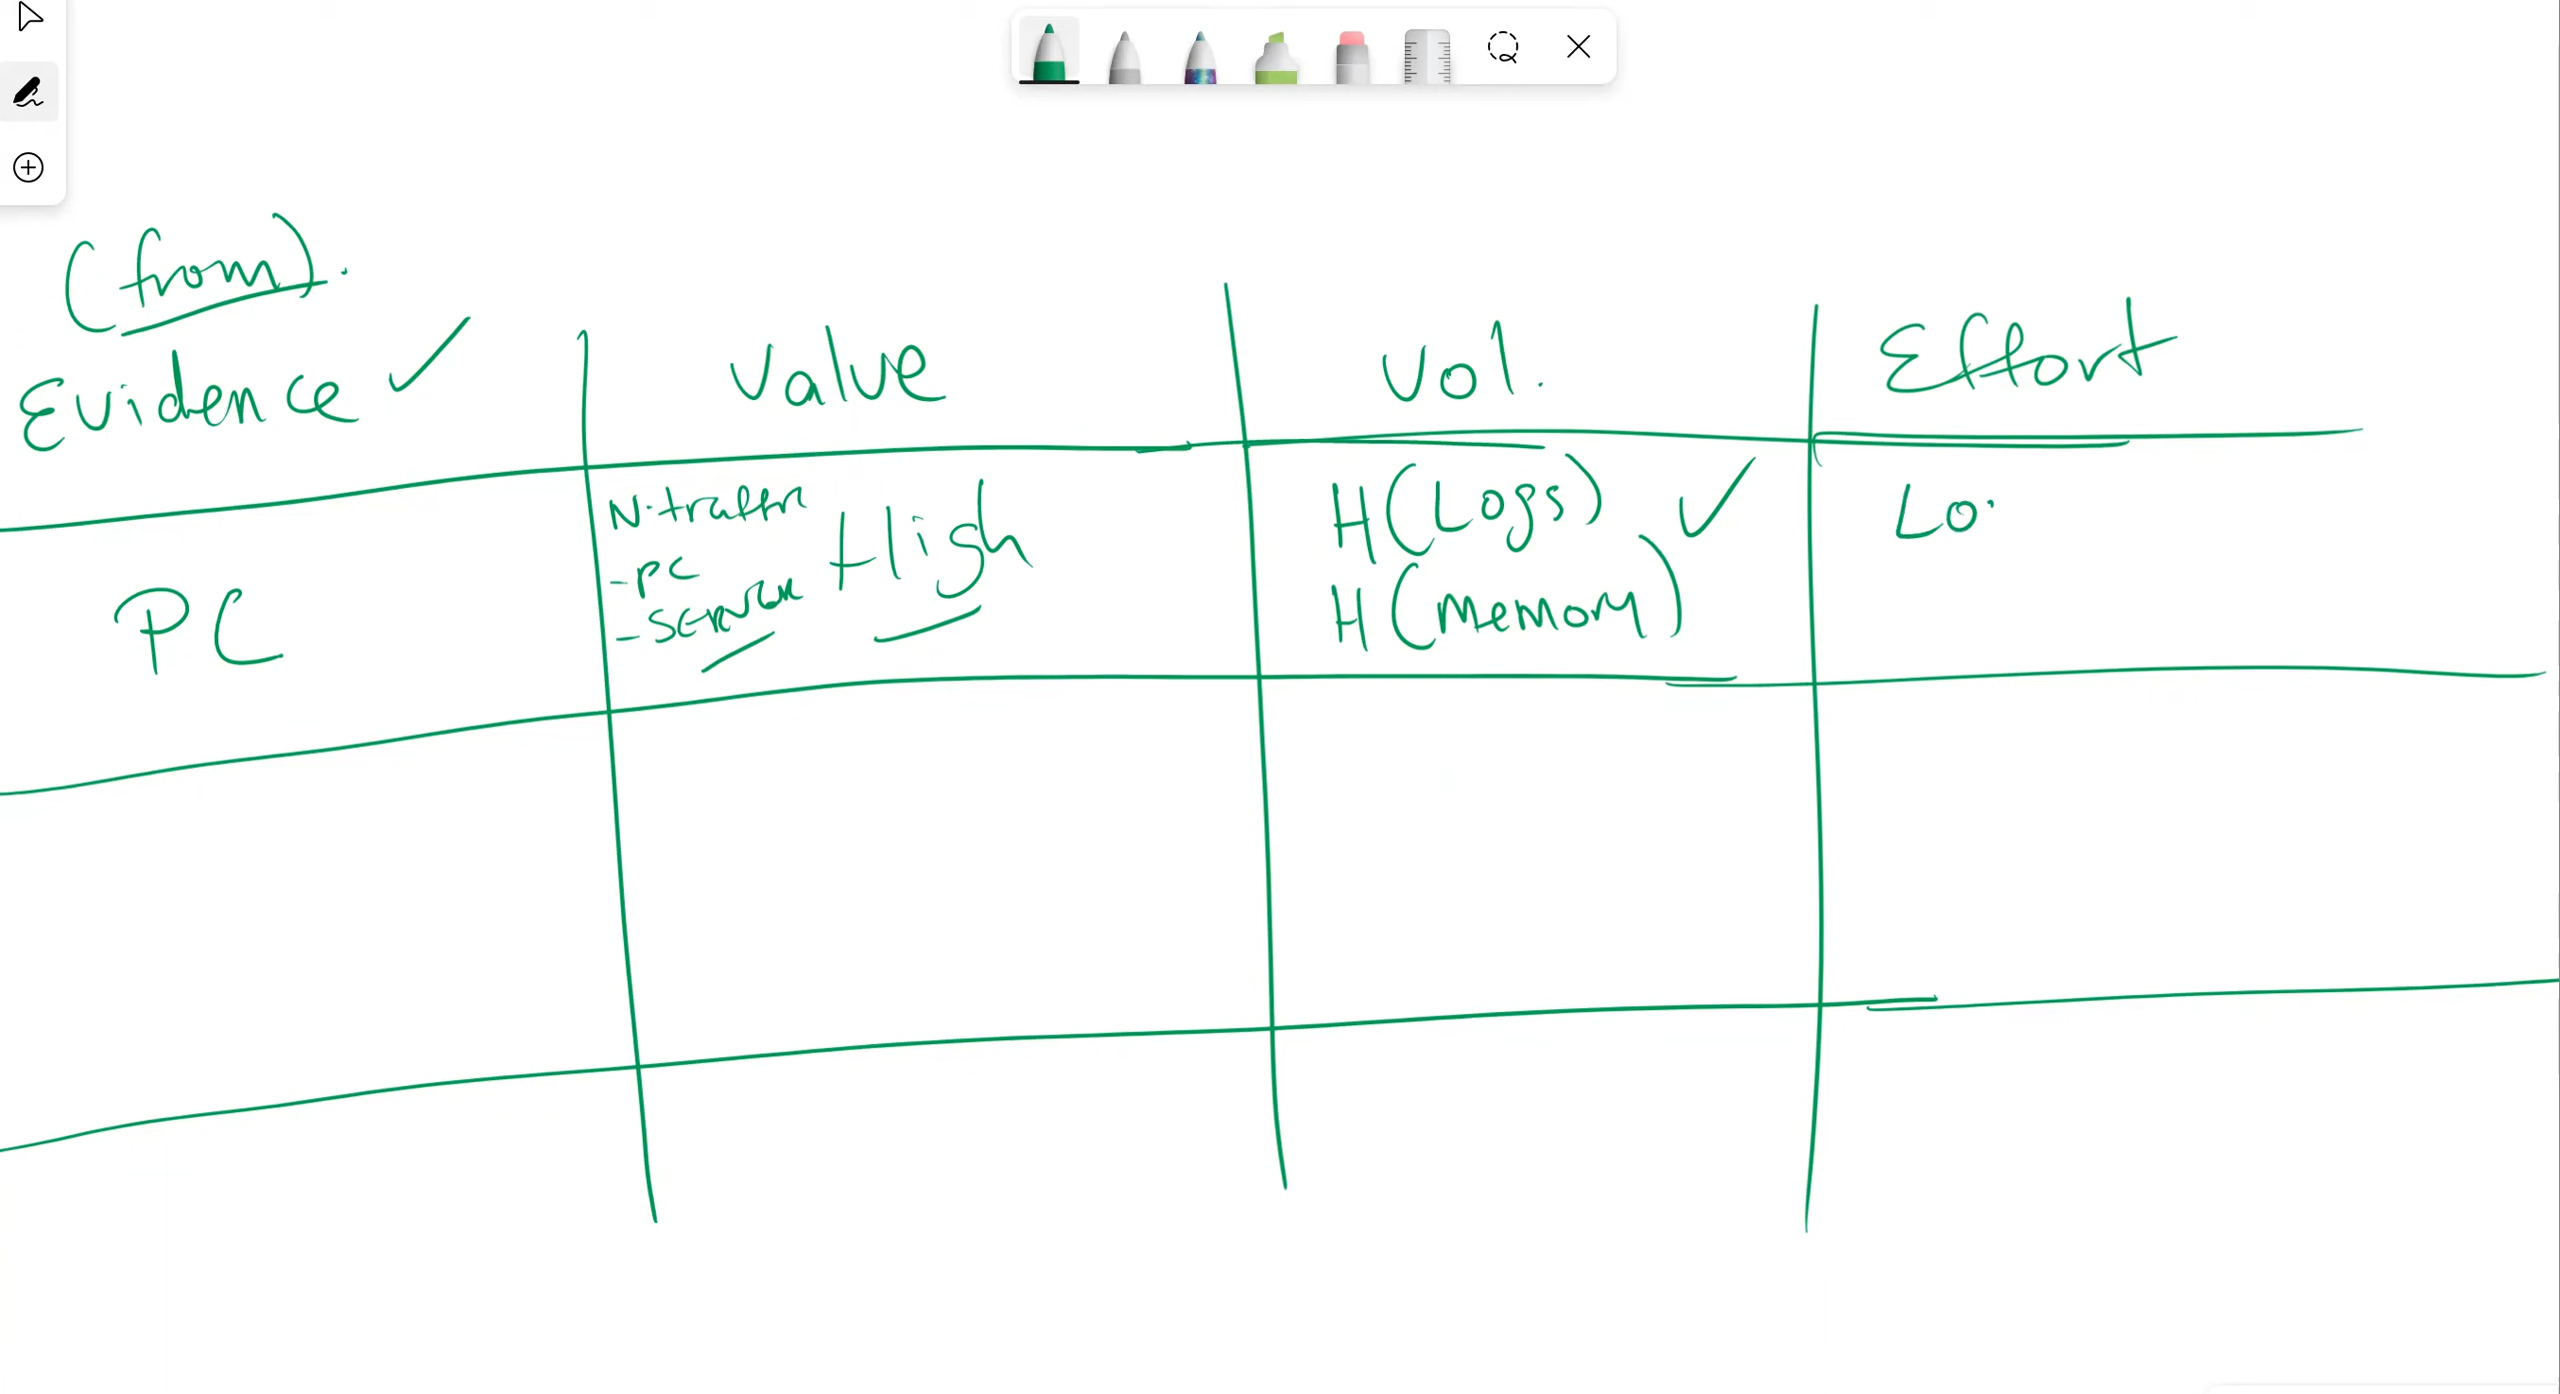 (from).
Evidence ✓
Value
Vol.
Effort
PC
N.traffic
-PC
-SERVER
High
H(Logs) ✓
H(Memory)
Lo